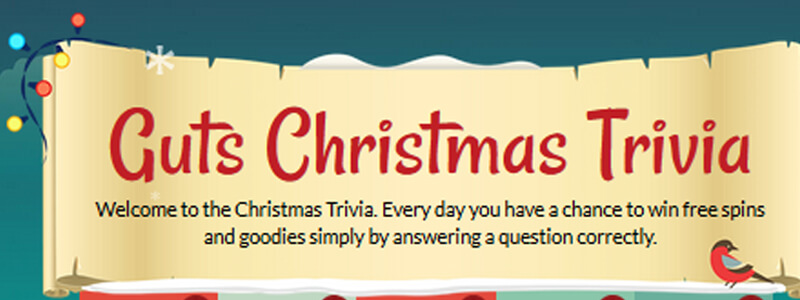 Guts Christmas Trivia
Welcome to the Christmas Trivia. Every day you have a chance to win free spins
and goodies simply by answering a question correctly.